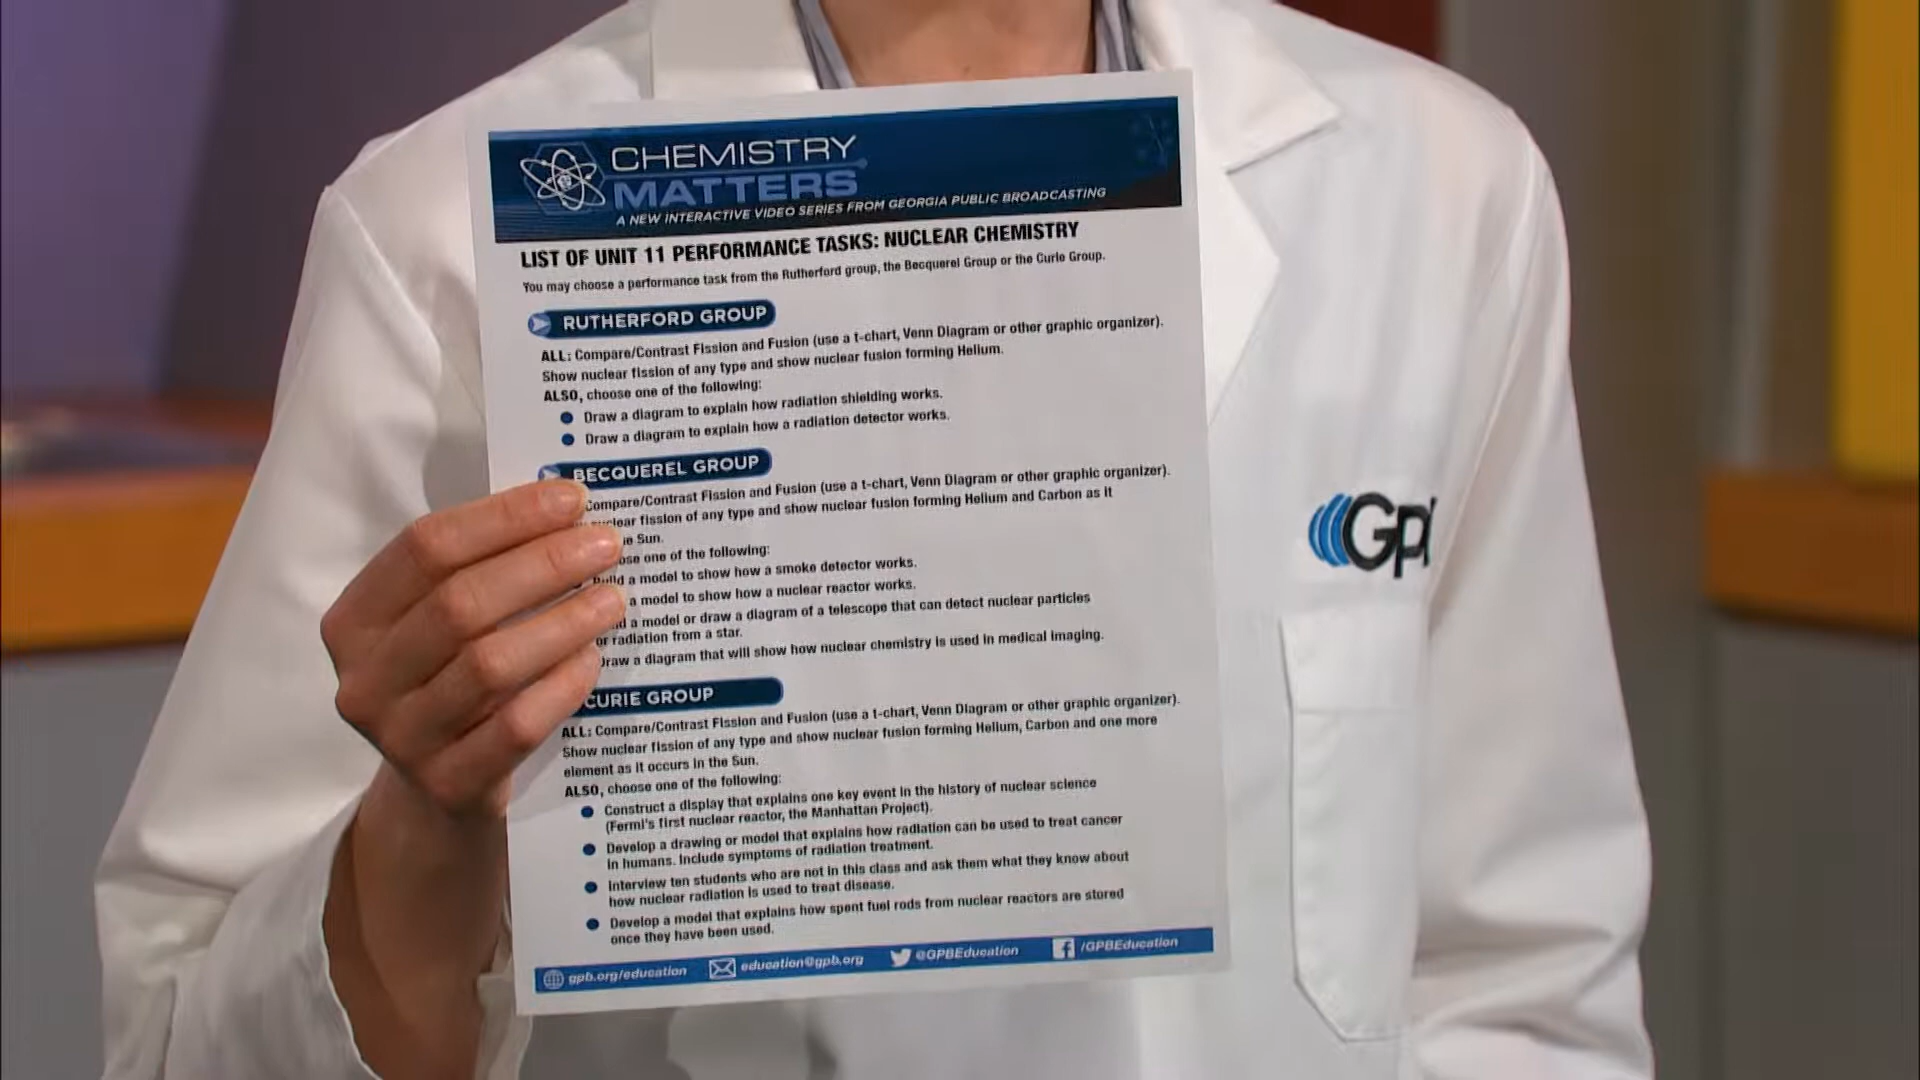 CHEMISTRY
MATTERS
A NEW INTERACTIVE VIDEO SERIES FROM GEORGIA PUBLIC BROADCASTING
LIST OF UNIT 11 PERFORMANCE TASKS: NUCLEAR CHEMISTRY
You may choose a performance task from the Rutherford group, the Becquerel Group or the Curie Group.
RUTHERFORD GROUP
ALL: Compare/Contrast Fission and Fusion (use a t-chart, Venn Diagram or other graphic organizer).
Show nuclear fission of any type and show nuclear fusion forming Helium.
ALSO, choose one of the following:
Draw a diagram to explain how radiation shielding works.
Draw a diagram to explain how a radiation detector works.
BECQUEREL GROUP
Compare/Contrast Fission and Fusion (use a t-chart, Venn Diagram or other graphic organizer).
nuclear fission of any type and show nuclear fusion forming Helium and Carbon as it
Sun.
one of the following:
Build a model to show how a smoke detector works.
a model to show how a nuclear reactor works.
a model or draw a diagram of a telescope that can detect nuclear particles
or radiation from a star.
Draw a diagram that will show how nuclear chemistry is used in medical imaging.
CURIE GROUP
ALL: Compare/Contrast Fission and Fusion (use a t-chart, Venn Diagram or other graphic organizer).
Show nuclear fission of any type and show nuclear fusion forming Helium, Carbon and one more
element as it occurs in the Sun.
ALSO, choose one of the following:
Construct a display that explains one key event in the history of nuclear science
(Fermi's first nuclear reactor, the Manhattan Project).
Develop a drawing or model that explains how radiation can be used to treat cancer
in humans. Include symptoms of radiation treatment.
Interview ten students who are not in this class and ask them what they know about
how nuclear radiation is used to treat disease.
Develop a model that explains how spent fuel rods from nuclear reactors are stored
once they have been used.
gpb.org/education education@gpb.org @GPBEducation /GPBEducation